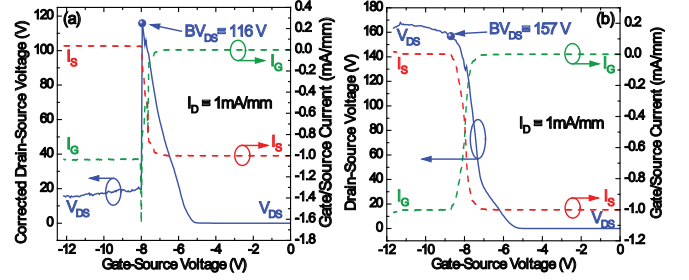 (a)
BV_DS = 116 V
I_S
I_G
I_D = 1mA/mm
I_G
I_S
V_DS
V_DS
Corrected Drain-Source Voltage (V)
120
100
80
60
40
20
0
0.4
0.2
0.0
-0.2
-0.4
-0.6
-0.8
-1.0
-1.2
-1.4
-1.6
-1.8
Gate/Source Current (mA/mm)
-12
-10
-8
-6
-4
-2
0
Gate-Source Voltage (V)
(b)
V_DS
BV_DS = 157 V
I_S
I_G
I_D = 1mA/mm
I_G
I_S
V_DS
Drain-Source Voltage (V)
180
160
140
120
100
80
60
40
20
0
0.2
0.0
-0.2
-0.4
-0.6
-0.8
-1.0
-1.2
Gate/Source Current (mA/mm)
-12
-10
-8
-6
-4
-2
0
Gate-Source Voltage (V)